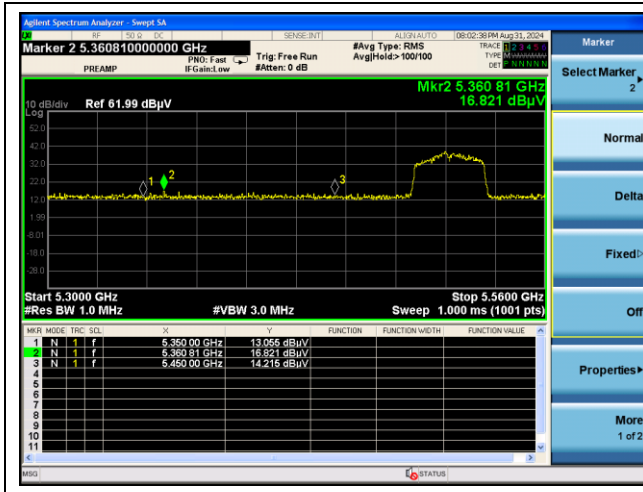 Agilent Spectrum Analyzer - Swept SA
RF 50 Ω DC SENSE:INT ALIGN AUTO 08:02:38 PM Aug 31, 2024
Marker 2 5.360810000000 GHz
PREAMP
PNO: Fast
IFGain:Low
Trig: Free Run
#Atten: 0 dB
#Avg Type: RMS
Avg|Hold:>100/100
TRACE 1 2 3 4 5 6
TYPE
DET P N N N N N
Mkr2 5.360 81 GHz
16.821 dBµV
10 dB/div Ref 61.99 dBµV
Log
52.0
42.0
32.0
22.0
12.0
1.99
-8.01
-18.0
-28.0
1
2
3
Start 5.3000 GHz Stop 5.5600 GHz
#Res BW 1.0 MHz #VBW 3.0 MHz Sweep 1.000 ms (1001 pts)
MKR MODE TRC SCL X Y FUNCTION FUNCTION WIDTH FUNCTION VALUE
1 N 1 f 5.350 00 GHz 13.055 dBµV
2 N 1 f 5.360 81 GHz 16.821 dBµV
3 N 1 f 5.450 00 GHz 14.215 dBµV
4
5
6
7
8
9
10
11
MSG STATUS
Marker
Select Marker
2
Normal
Delta
Fixed
Off
Properties
More
1 of 2